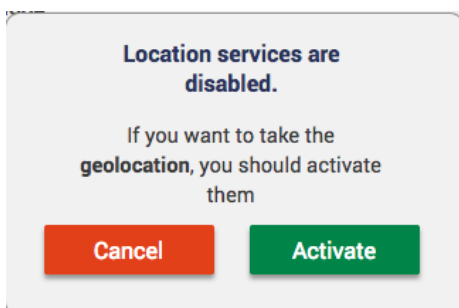 Location services are
disabled.
If you want to take the
geolocation, you should activate
them
Cancel
Activate